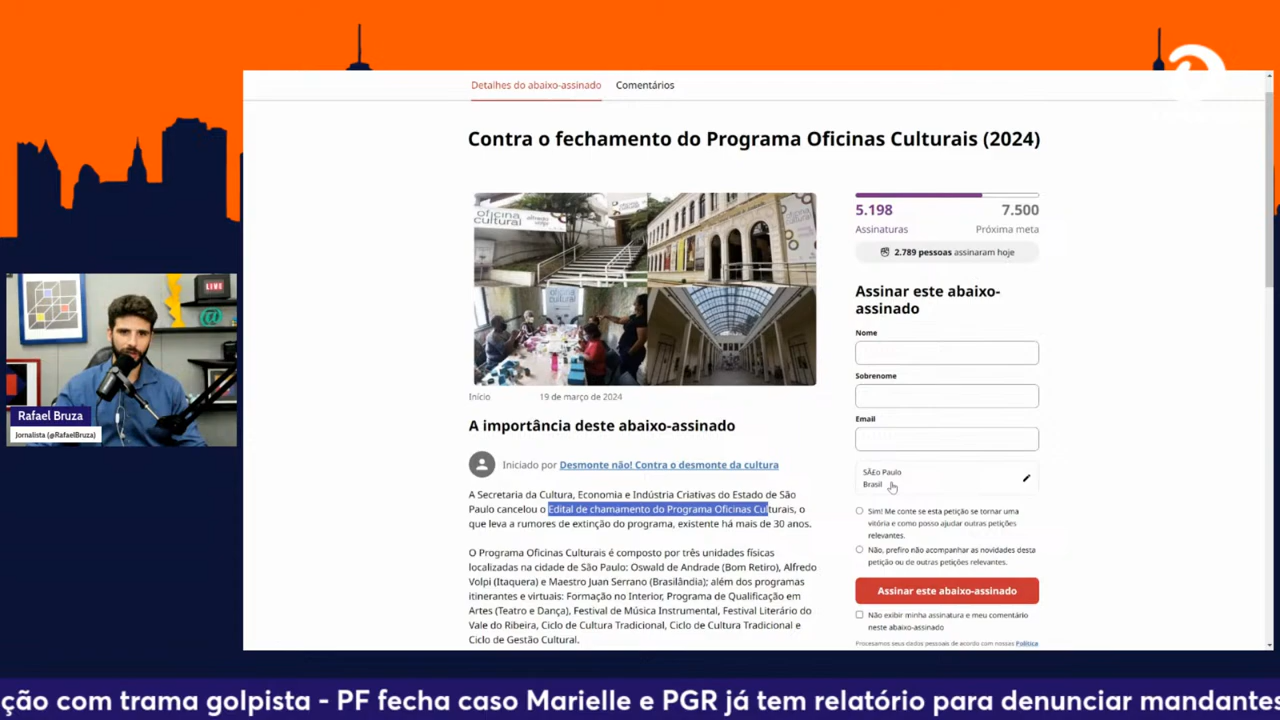 Detalhes do abaixo-assinado
Comentários
Contra o fechamento do Programa Oficinas Culturais (2024)
oficina
cultural
alfredo
volpi
oficina
cultural
5.198
7.500
Assinaturas
Próxima meta
2.789 pessoas assinaram hoje
Assinar este abaixo-
assinado
Nome
Sobrenome
Email
SÃ£o Paulo
Brasil
Sim! Me conte se esta petição se tornar uma
vitória e como posso ajudar outras petições
relevantes.
Não, prefiro não acompanhar as novidades desta
petição ou de outras petições relevantes.
Assinar este abaixo-assinado
Não exibir minha assinatura e meu comentário
neste abaixo-assinado
Processamos seus dados pessoais de acordo com nossas Política
Início
19 de março de 2024
A importância deste abaixo-assinado
Iniciado por Desmonte não! Contra o desmonte da cultura
A Secretaria da Cultura, Economia e Indústria Criativas do Estado de São
Paulo cancelou o Edital de chamamento do Programa Oficinas Culturais, o
que leva a rumores de extinção do programa, existente há mais de 30 anos.
O Programa Oficinas Culturais é composto por três unidades físicas
localizadas na cidade de São Paulo: Oswald de Andrade (Bom Retiro), Alfredo
Volpi (Itaquera) e Maestro Juan Serrano (Brasilândia); além dos programas
itinerantes e virtuais: Formação no Interior, Programa de Qualificação em
Artes (Teatro e Dança), Festival de Música Instrumental, Festival Literário do
Vale do Ribeira, Ciclo de Cultura Tradicional, Ciclo de Cultura Tradicional e
Ciclo de Gestão Cultural.
LIVE
@
Rafael Bruza
Jornalista (@RafaelBruza)
ção com trama golpista - PF fecha caso Marielle e PGR já tem relatório para denunciar mandantes